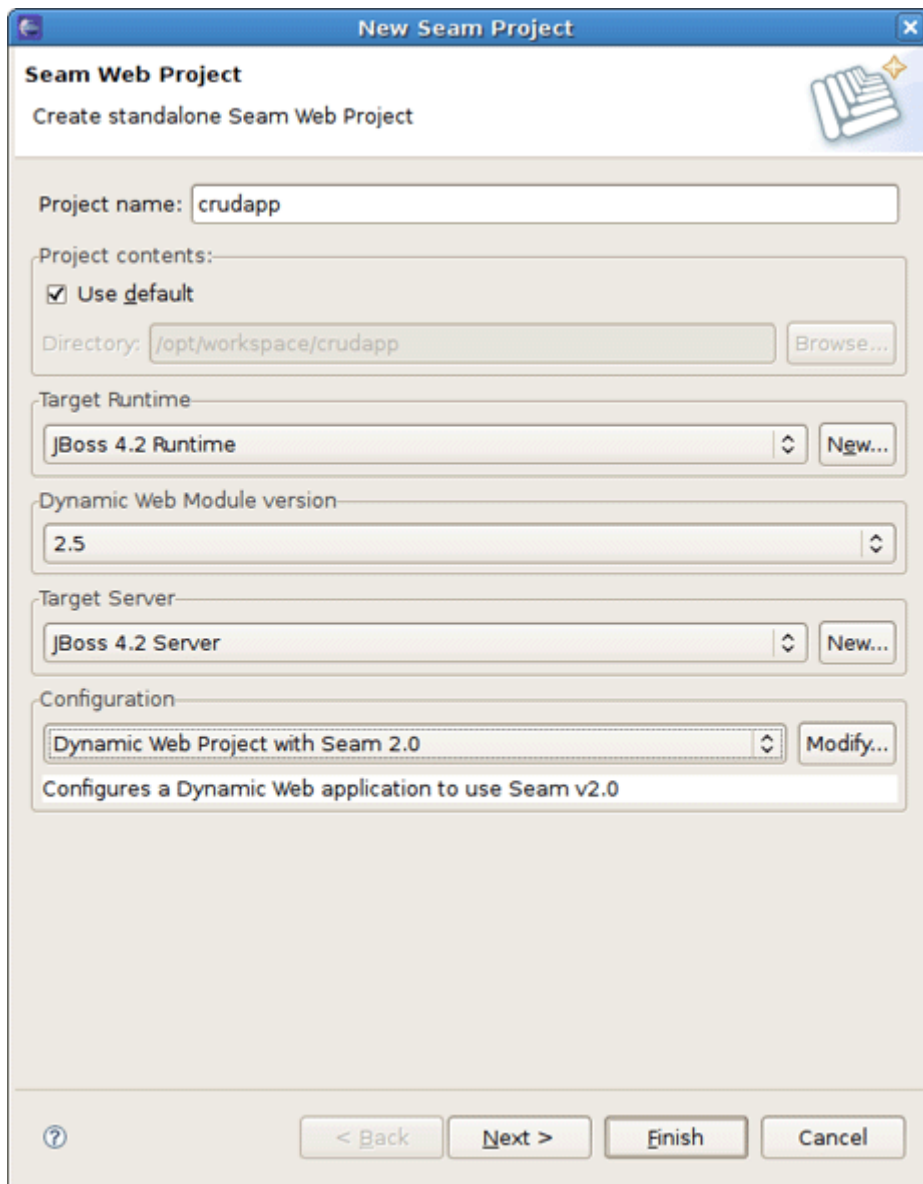 New Seam Project
Seam Web Project
Create standalone Seam Web Project
Project name: crudapp
Project contents:
Use default
Directory: /opt/workspace/crudapp Browse...
Target Runtime
JBoss 4.2 Runtime New...
Dynamic Web Module version
2.5
Target Server
JBoss 4.2 Server New...
Configuration
Dynamic Web Project with Seam 2.0 Modify...
Configures a Dynamic Web application to use Seam v2.0
? < Back Next > Finish Cancel